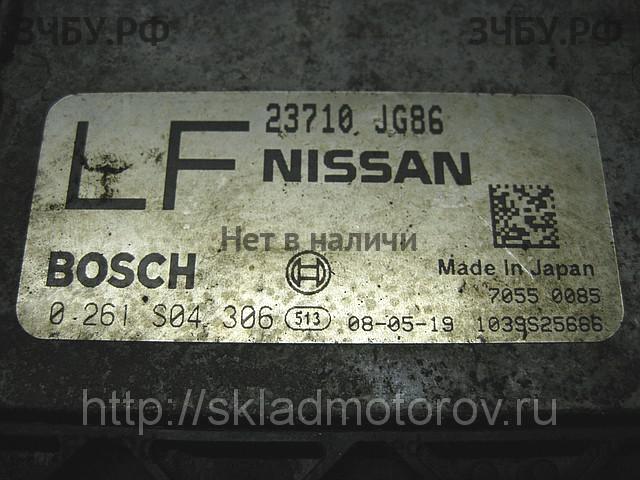 ЗЧБУ.РФ ЗЧБУ.РФ
LF 23710 JG86
NISSAN
Нет в наличи
BOSCH Made In Japan
7055 0085
0 261 S04 306 513 08-05-19 1039S25666
http://skladmotorov.ru